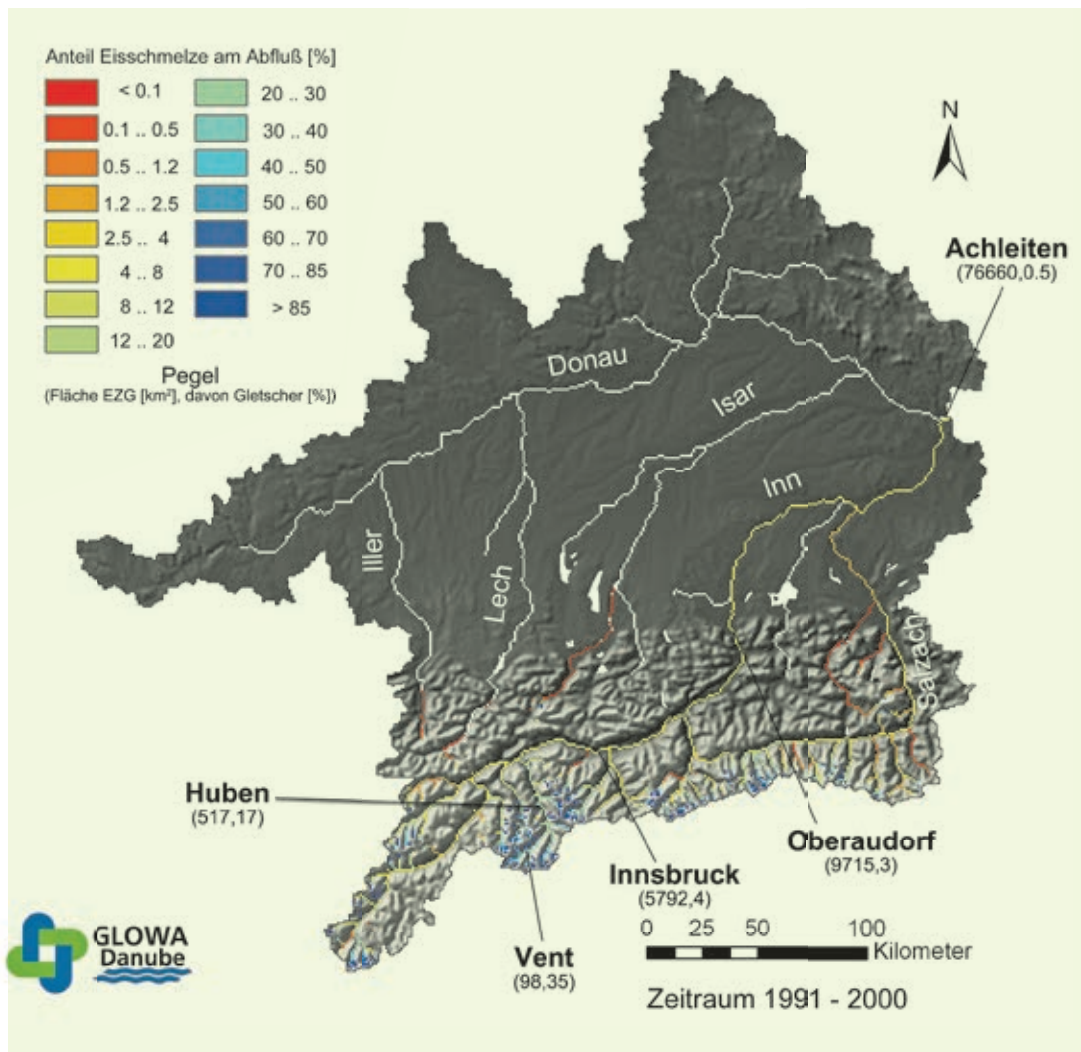 Anteil Eisschmelze am Abfluß [%]
< 0.1
0.1 .. 0.5
0.5 .. 1.2
1.2 .. 2.5
2.5 .. 4
4 .. 8
8 .. 12
12 .. 20
20 .. 30
30 .. 40
40 .. 50
50 .. 60
60 .. 70
70 .. 85
> 85
Pegel
(Fläche EZG [km²], davon Gletscher [%])
N
Achleiten
(76660,0.5)
Donau
Isar
Inn
Iller
Lech
Salzach
Huben
(517,17)
Oberaudorf
(9715,3)
Innsbruck
(5792,4)
Vent
(98,35)
0 25 50 100
Kilometer
Zeitraum 1991 - 2000
GLOWA
Danube